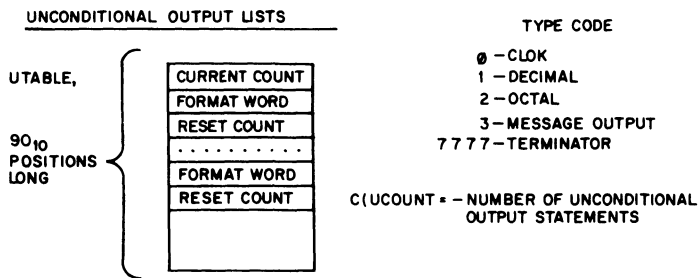 UNCONDITIONAL OUTPUT LISTS
UTABLE,
90₁₀
POSITIONS
LONG
CURRENT COUNT
FORMAT WORD
RESET COUNT
. . . . . . . . . .
FORMAT WORD
RESET COUNT
TYPE CODE
Ø – CLOK
1 – DECIMAL
2 – OCTAL
3 – MESSAGE OUTPUT
7777 – TERMINATOR
C(UCOUNT = – NUMBER OF UNCONDITIONAL
OUTPUT STATEMENTS